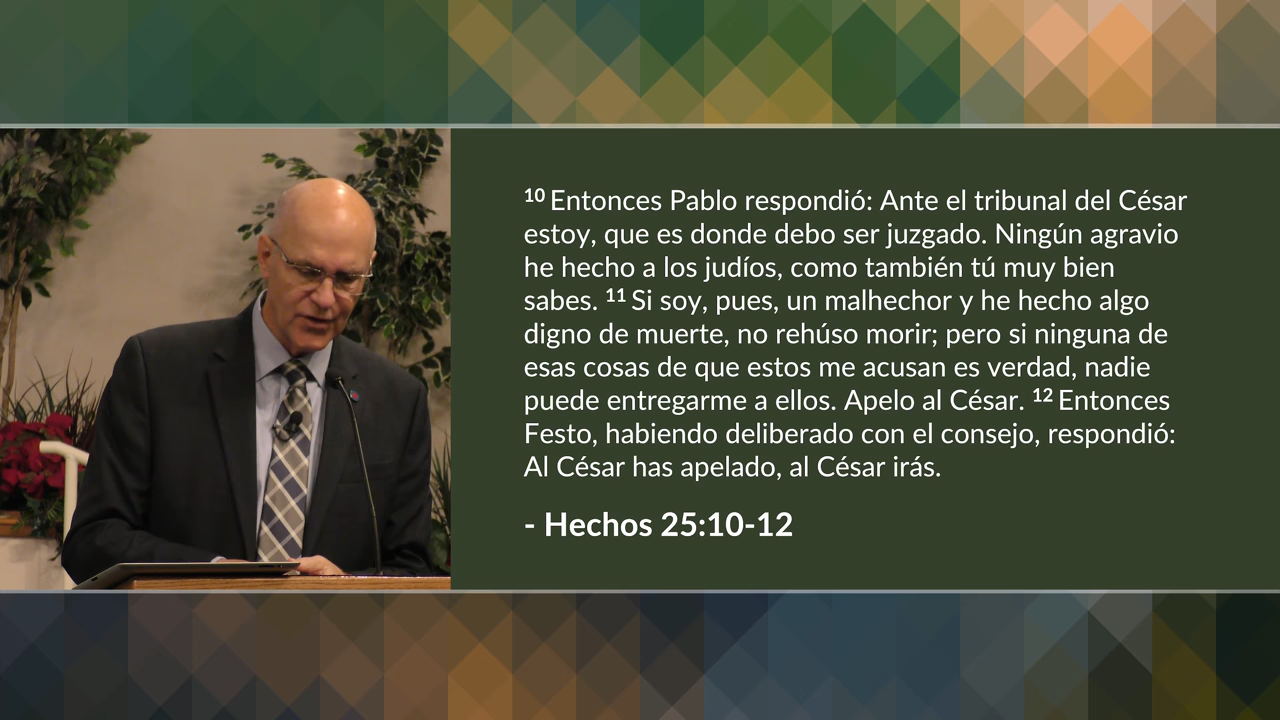 10 Entonces Pablo respondió: Ante el tribunal del César
estoy, que es donde debo ser juzgado. Ningún agravio
he hecho a los judíos, como también tú muy bien
sabes. 11 Si soy, pues, un malhechor y he hecho algo
digno de muerte, no rehúso morir; pero si ninguna de
esas cosas de que estos me acusan es verdad, nadie
puede entregarme a ellos. Apelo al César. 12 Entonces
Festo, habiendo deliberado con el consejo, respondió:
Al César has apelado, al César irás.
- Hechos 25:10-12